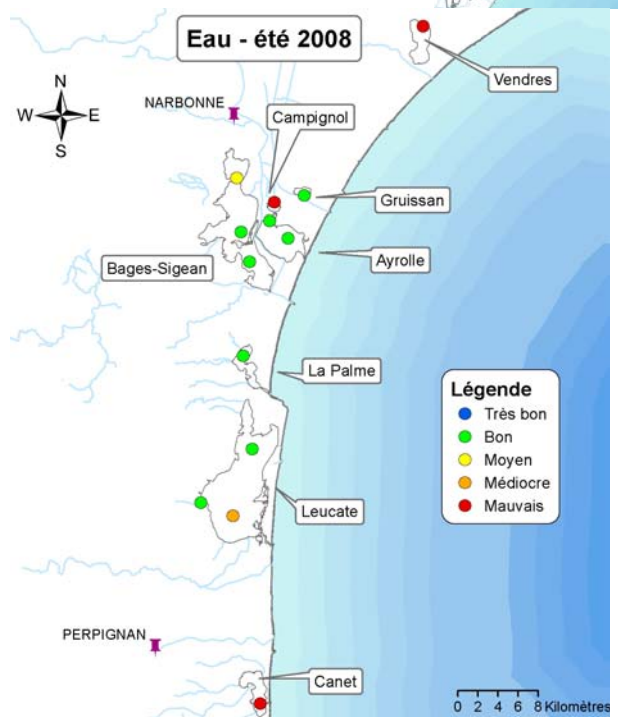 Eau - été 2008
Vendres
N
W E
S
NARBONNE
Campignol
Gruissan
Ayrolle
Bages-Sigean
La Palme
Légende
Très bon
Bon
Moyen
Médiocre
Mauvais
Leucate
PERPIGNAN
Canet
0 2 4 6 8 Kilomètres